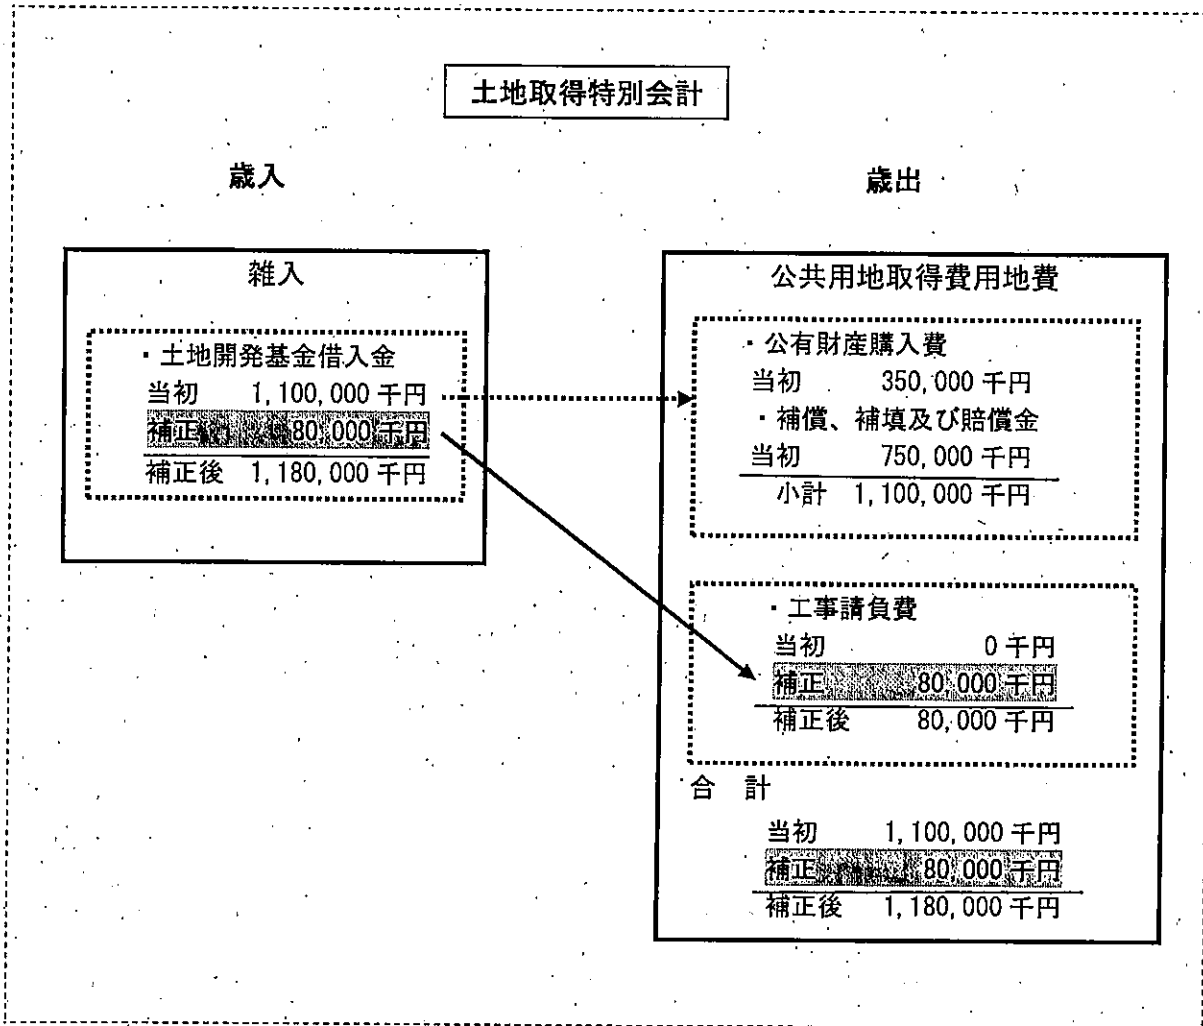 土地取得特別会計
歳入
雑入
・土地開発基金借入金
当初 1,100,000 千円
補正 80,000 千円
補正後 1,180,000 千円
歳出
公共用地取得費用地費
・公有財産購入費
当初 350,000 千円
・補償、補填及び賠償金
当初 750,000 千円
小計 1,100,000 千円
・工事請負費
当初 0 千円
補正 80,000 千円
補正後 80,000 千円
合 計
当初 1,100,000 千円
補正 80,000 千円
補正後 1,180,000 千円